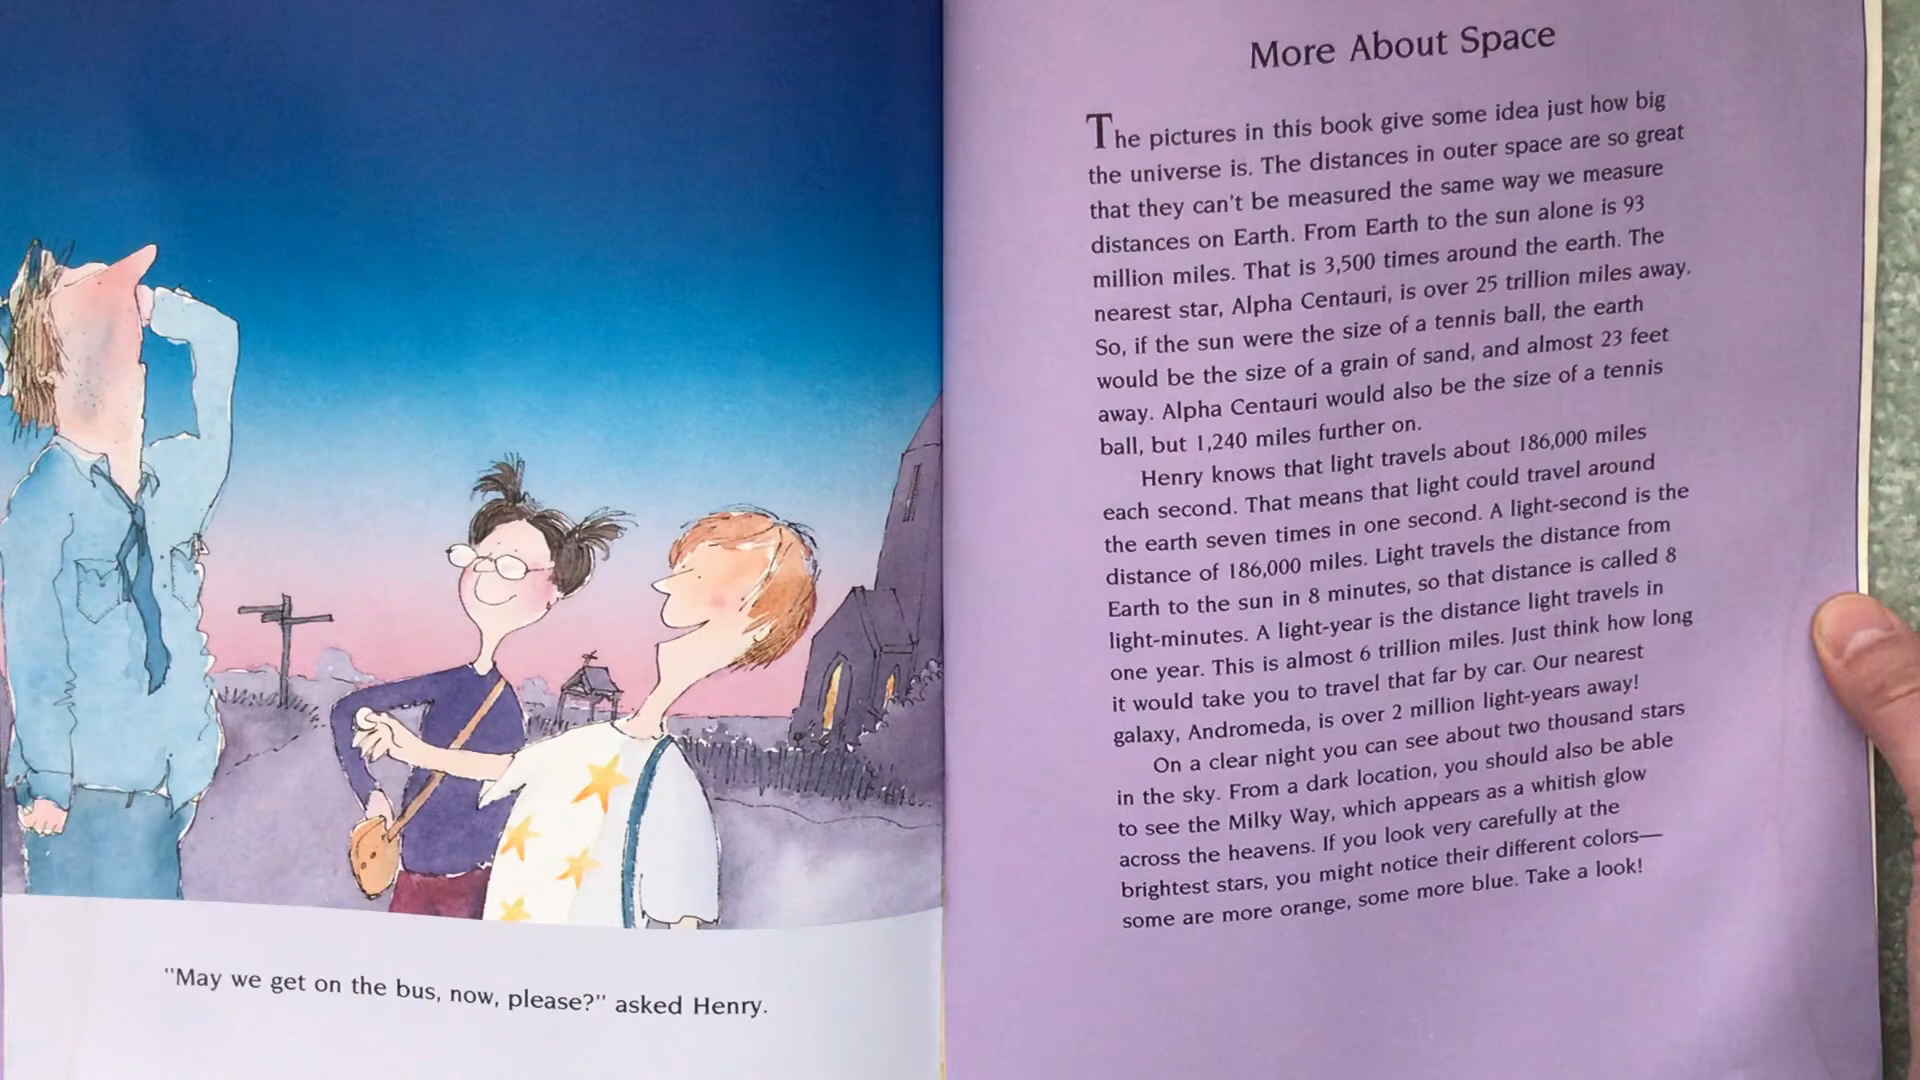 "May we get on the bus, now, please?" asked Henry.
More About Space
The pictures in this book give some idea just how big
the universe is. The distances in outer space are so great
that they can't be measured the same way we measure
distances on Earth. From Earth to the sun alone is 93
million miles. That is 3,500 times around the earth. The
nearest star, Alpha Centauri, is over 25 trillion miles away.
So, if the sun were the size of a tennis ball, the earth
would be the size of a grain of sand, and almost 23 feet
away. Alpha Centauri would also be the size of a tennis
ball, but 1,240 miles further on.
Henry knows that light travels about 186,000 miles
each second. That means that light could travel around
the earth seven times in one second. A light-second is the
distance of 186,000 miles. Light travels the distance from
Earth to the sun in 8 minutes, so that distance is called 8
light-minutes. A light-year is the distance light travels in
one year. This is almost 6 trillion miles. Just think how long
it would take you to travel that far by car. Our nearest
galaxy, Andromeda, is over 2 million light-years away!
On a clear night you can see about two thousand stars
in the sky. From a dark location, you should also be able
to see the Milky Way, which appears as a whitish glow
across the heavens. If you look very carefully at the
brightest stars, you might notice their different colors—
some are more orange, some more blue. Take a look!